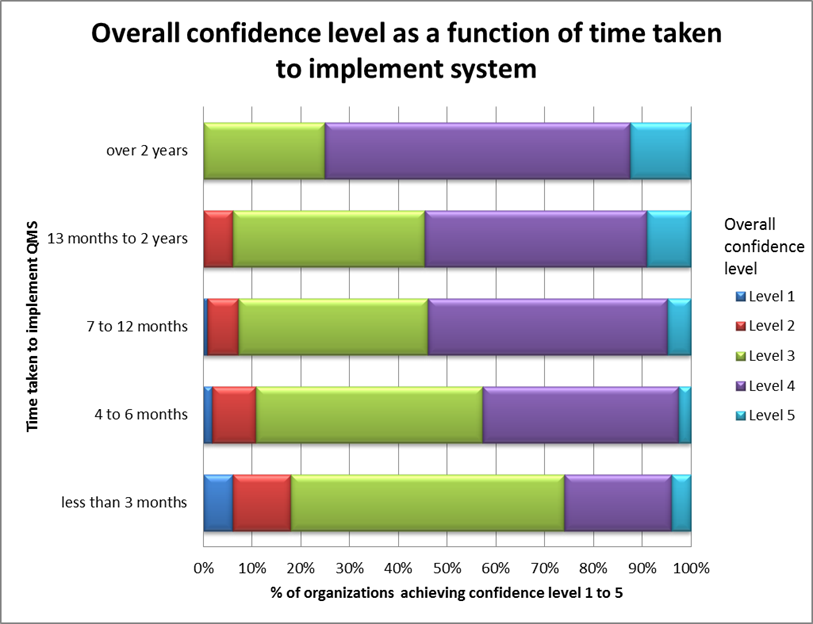 Overall confidence level as a function of time taken
to implement system
Time taken to implement QMS
over 2 years
13 months to 2 years
7 to 12 months
4 to 6 months
less than 3 months
0% 10% 20% 30% 40% 50% 60% 70% 80% 90% 100%
% of organizations achieving confidence level 1 to 5
Overall
confidence
level
Level 1
Level 2
Level 3
Level 4
Level 5